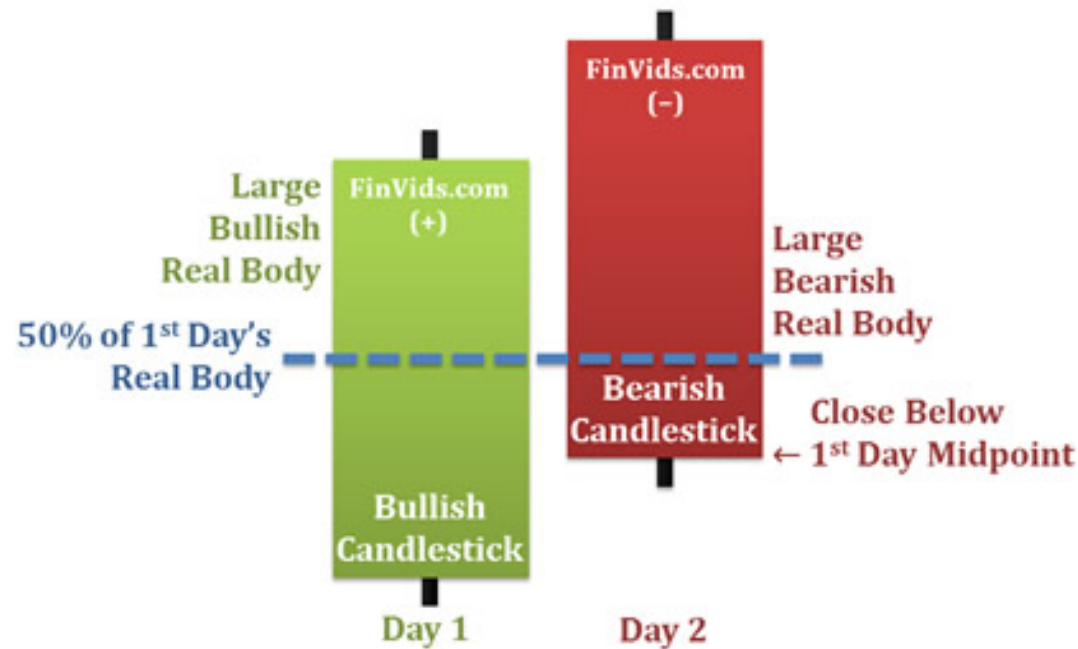 FinVids.com
(–)
FinVids.com
(+)
Large
Bullish
Real Body
Large
Bearish
Real Body
50% of 1st Day's
Real Body
Bearish
Candlestick
Close Below
← 1st Day Midpoint
Bullish
Candlestick
Day 1
Day 2